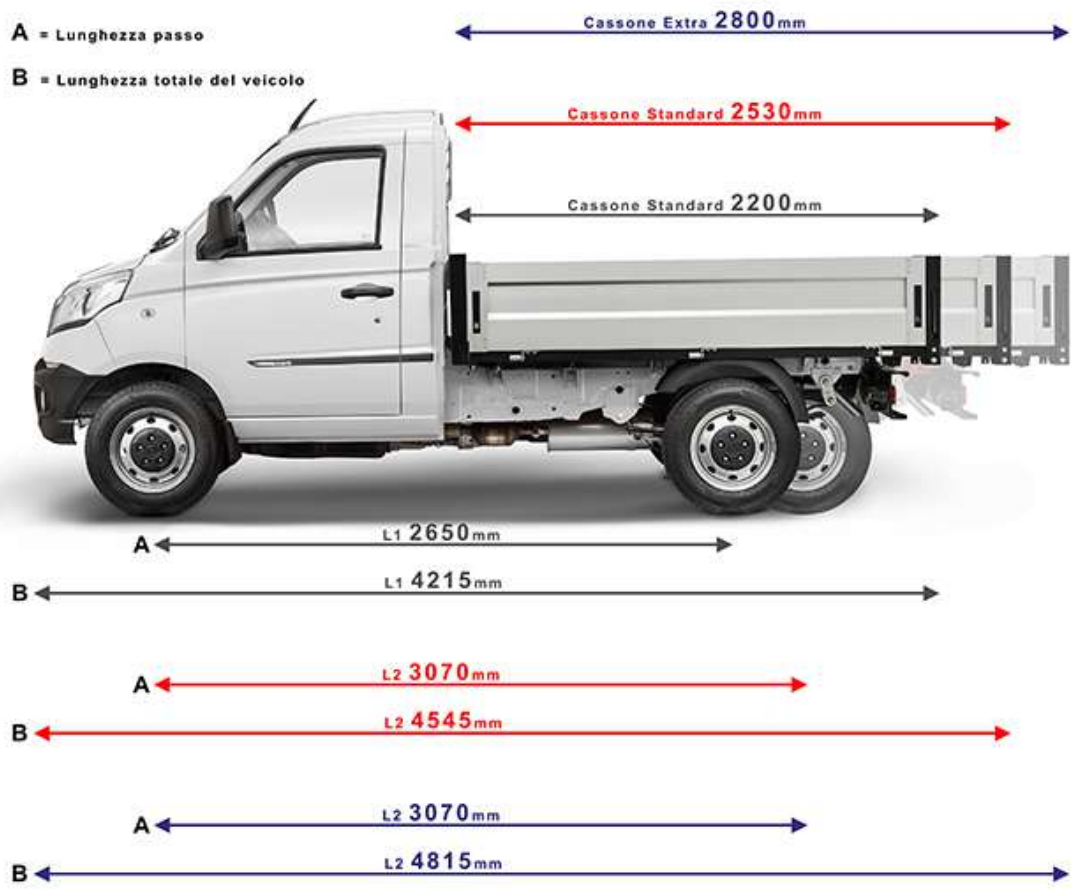 A = Lunghezza passo
B = Lunghezza totale del veicolo
Cassone Extra 2800mm
Cassone Standard 2530mm
Cassone Standard 2200mm
A L1 2650mm
B L1 4215mm
A L2 3070mm
B L2 4545mm
A L2 3070mm
B L2 4815mm